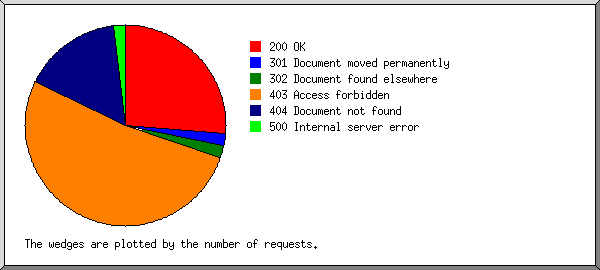 200 OK
301 Document moved permanently
302 Document found elsewhere
403 Access forbidden
404 Document not found
500 Internal server error
The wedges are plotted by the number of requests.